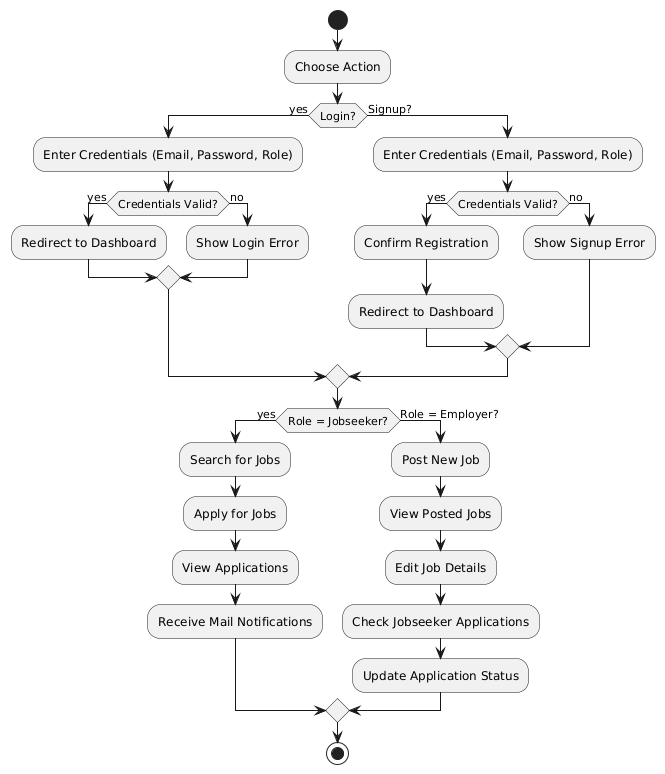 Choose Action
yes
Login?
Signup?
Enter Credentials (Email, Password, Role)
Enter Credentials (Email, Password, Role)
yes
Credentials Valid?
no
yes
Credentials Valid?
no
Redirect to Dashboard
Show Login Error
Confirm Registration
Show Signup Error
Redirect to Dashboard
yes
Role = Jobseeker?
Role = Employer?
Search for Jobs
Post New Job
Apply for Jobs
View Posted Jobs
View Applications
Edit Job Details
Receive Mail Notifications
Check Jobseeker Applications
Update Application Status